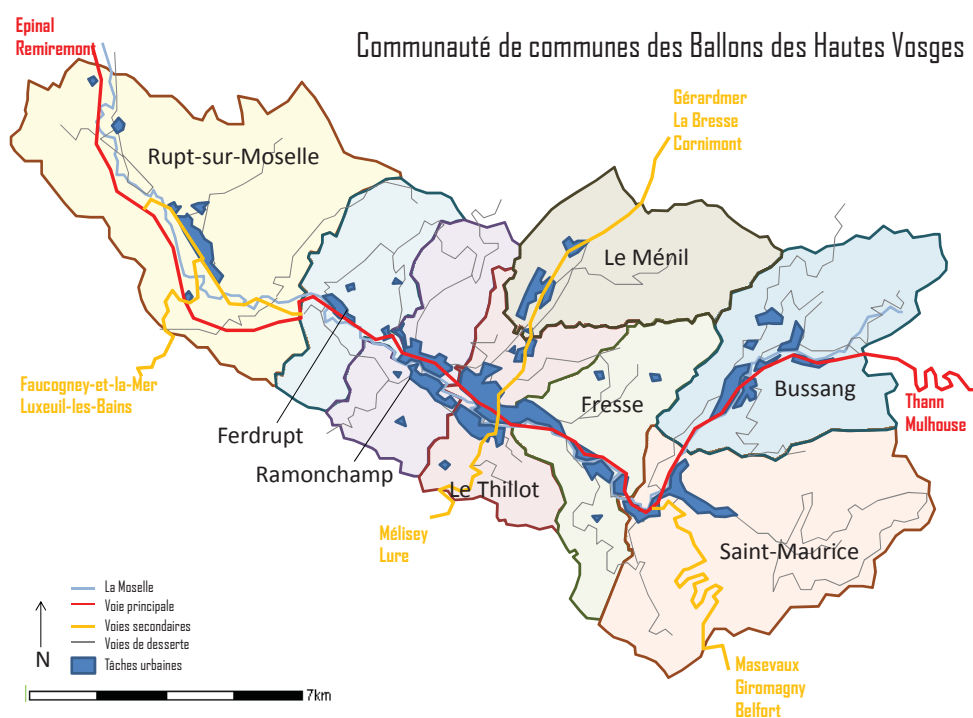 Epinal
Remiremont
Communauté de communes des Ballons des Hautes Vosges
Gérardmer
La Bresse
Cornimont
Rupt-sur-Moselle
Le Ménil
Faucogney-et-la-Mer
Luxeuil-les-Bains
Bussang
Thann
Mulhouse
Fresse
Ferdrupt
Ramonchamp
Le Thillot
Mélisey
Lure
Saint-Maurice
La Moselle
Voie principale
Voies secondaires
Voies de desserte
Tâches urbaines
N
7km
Masevaux
Giromagny
Belfort